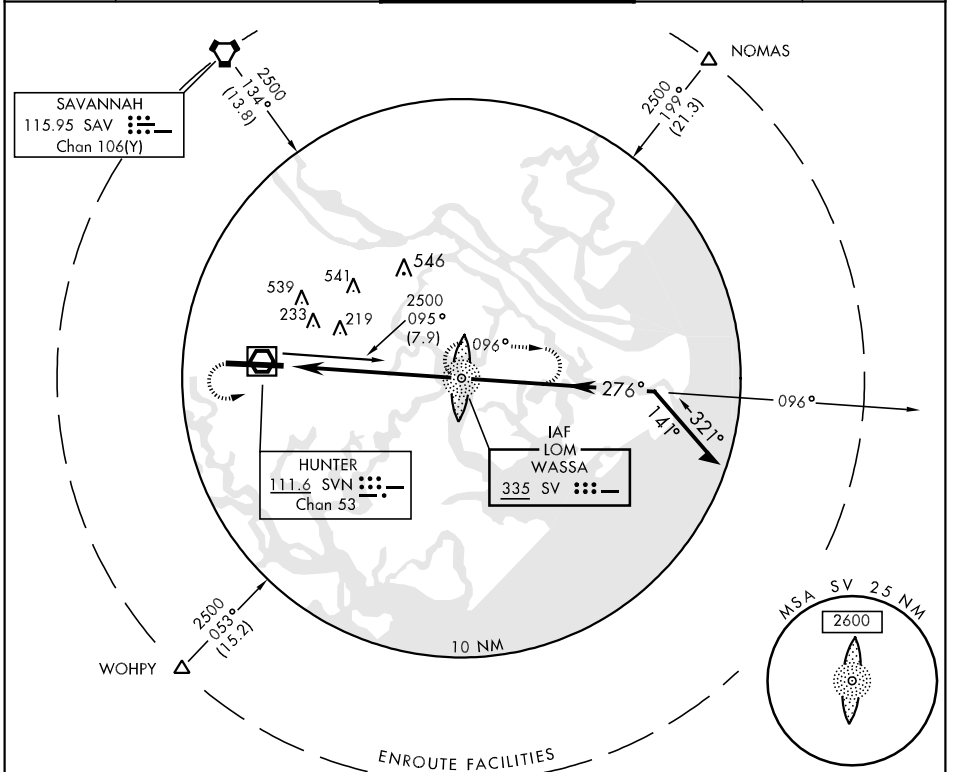 2500
134°
(13.8)
NOMAS
2500
199°
(21.3)
SAVANNAH
115.95 SAV
Chan 106(Y)
546
541
539
233
219
2500
095°
(7.9)
096°
276°
096°
141°
321°
IAF
LOM
WASSA
335 SV
HUNTER
111.6 SVN
Chan 53
2500
053°
(15.2)
WOHPY
10 NM
MSA SV 25 NM
2600
ENROUTE FACILITIES